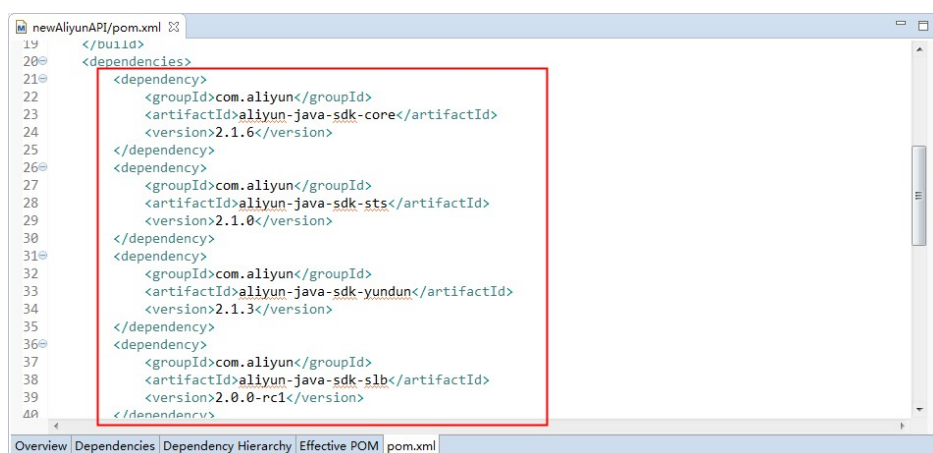 newAliyunAPI/pom.xml
19 </build>
20 <dependencies>
21 <dependency>
22 <groupId>com.aliyun</groupId>
23 <artifactId>aliyun-java-sdk-core</artifactId>
24 <version>2.1.6</version>
25 </dependency>
26 <dependency>
27 <groupId>com.aliyun</groupId>
28 <artifactId>aliyun-java-sdk-sts</artifactId>
29 <version>2.1.0</version>
30 </dependency>
31 <dependency>
32 <groupId>com.aliyun</groupId>
33 <artifactId>aliyun-java-sdk-yundun</artifactId>
34 <version>2.1.3</version>
35 </dependency>
36 <dependency>
37 <groupId>com.aliyun</groupId>
38 <artifactId>aliyun-java-sdk-slb</artifactId>
39 <version>2.0.0-rc1</version>
40 </dependency>
Overview Dependencies Dependency Hierarchy Effective POM pom.xml